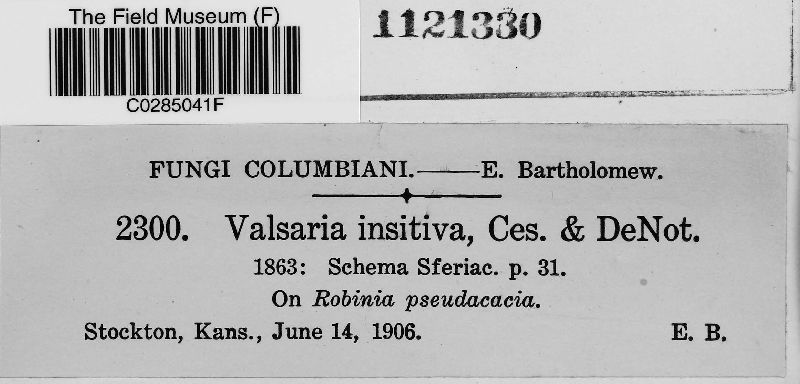 The Field Museum (F)
C0285041F
1121330
FUNGI COLUMBIANI.——E. Bartholomew.
2300. Valsaria insitiva, Ces. & DeNot.
1863: Schema Sferiac. p. 31.
On Robinia pseudacacia.
Stockton, Kans., June 14, 1906. E. B.